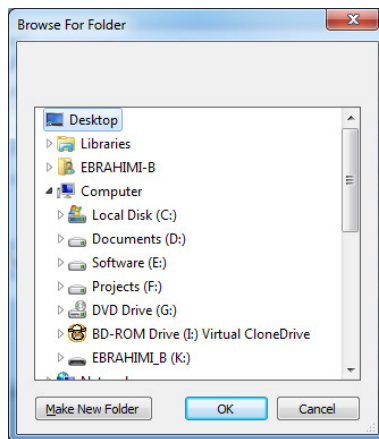 Browse For Folder
Desktop
Libraries
EBRAHIMI-B
Computer
Local Disk (C:)
Documents (D:)
Software (E:)
Projects (F:)
DVD Drive (G:)
BD-ROM Drive (I:) Virtual CloneDrive
EBRAHIMI_B (K:)
Make New Folder
OK
Cancel